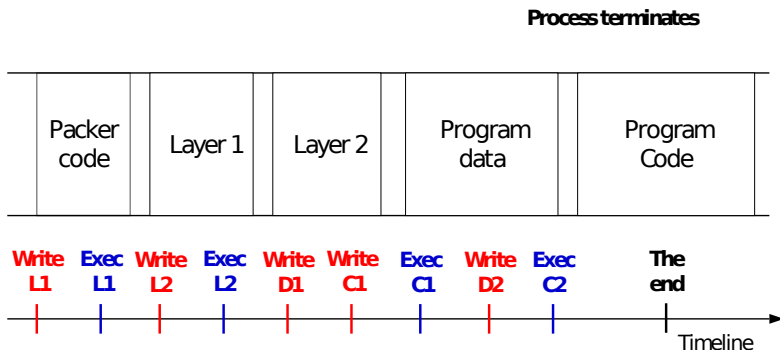 Process terminates
Packer
code
Layer 1
Layer 2
Program
data
Program
Code
Write
L1
Exec
L1
Write
L2
Exec
L2
Write
D1
Write
C1
Exec
C1
Write
D2
Exec
C2
The
end
Timeline